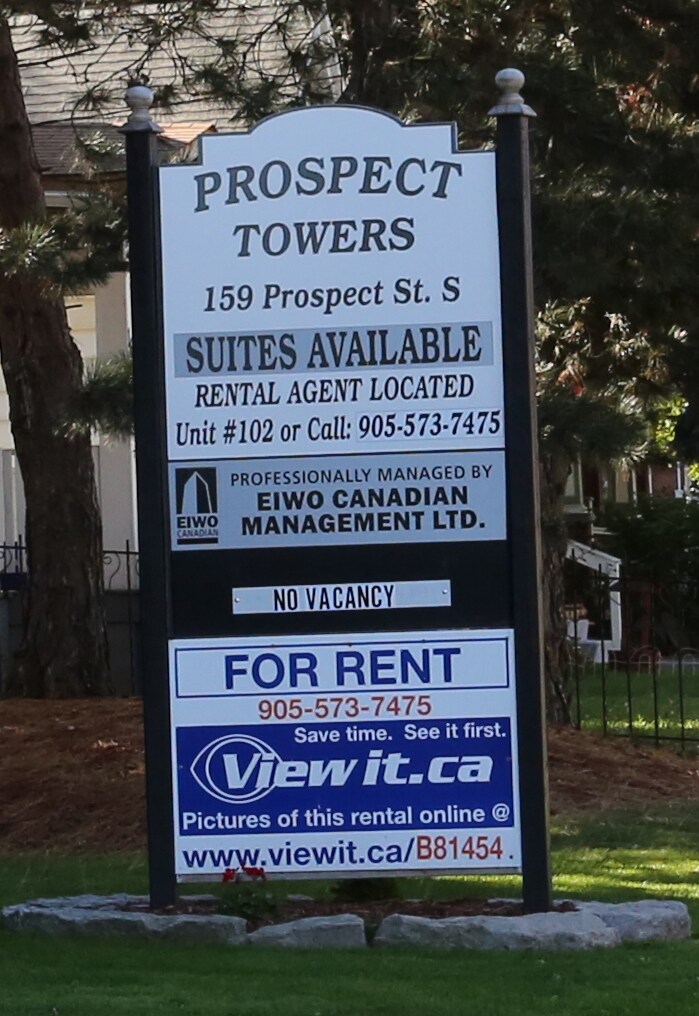 PROSPECT
TOWERS
159 Prospect St. S
SUITES AVAILABLE
RENTAL AGENT LOCATED
Unit #102 or Call: 905-573-7475
EIWO
CANADIAN
PROFESSIONALLY MANAGED BY
EIWO CANADIAN
MANAGEMENT LTD.
NO VACANCY
FOR RENT
905-573-7475
Save time. See it first.
Viewit.ca
Pictures of this rental online @
www.viewit.ca/B81454.